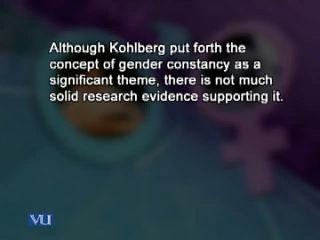 Although Kohlberg put forth the
concept of gender constancy as a
significant theme, there is not much
solid research evidence supporting it.
VU